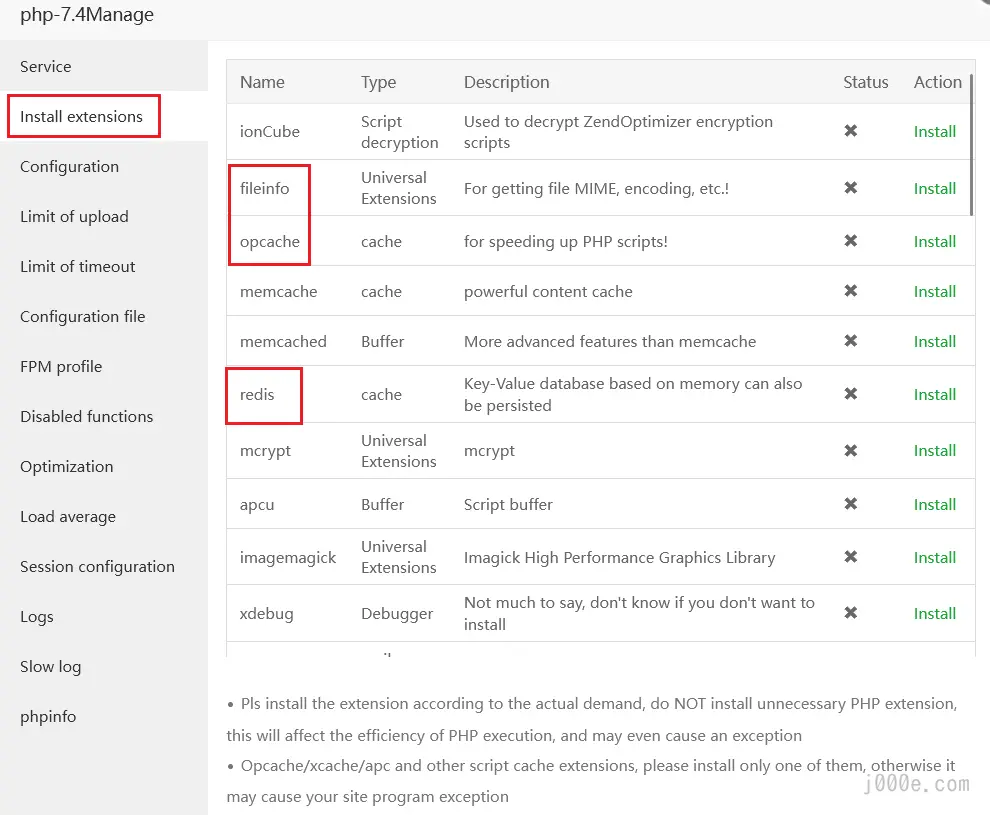 php-7.4Manage
Service
Install extensions
Configuration
Limit of upload
Limit of timeout
Configuration file
FPM profile
Disabled functions
Optimization
Load average
Session configuration
Logs
Slow log
phpinfo
Name Type Description Status Action
ionCube Script decryption Used to decrypt ZendOptimizer encryption scripts ✖ Install
fileinfo Universal Extensions For getting file MIME, encoding, etc.! ✖ Install
opcache cache for speeding up PHP scripts! ✖ Install
memcache cache powerful content cache ✖ Install
memcached Buffer More advanced features than memcache ✖ Install
redis cache Key-Value database based on memory can also be persisted ✖ Install
mcrypt Universal Extensions mcrypt ✖ Install
apcu Buffer Script buffer ✖ Install
imagemagick Universal Extensions Imagick High Performance Graphics Library ✖ Install
xdebug Debugger Not much to say, don't know if you don't want to install ✖ Install
• Pls install the extension according to the actual demand, do NOT install unnecessary PHP extension,
this will affect the efficiency of PHP execution, and may even cause an exception
• Opcache/xcache/apc and other script cache extensions, please install only one of them, otherwise it
may cause your site program exception
j000e.com